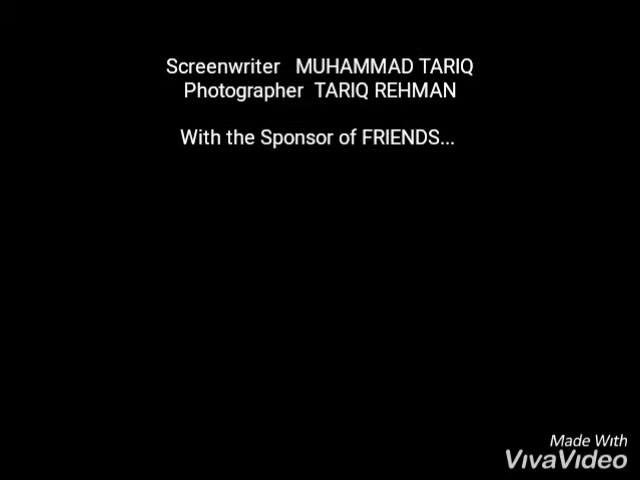 Screenwriter MUHAMMAD TARIQ
Photographer TARIQ REHMAN
With the Sponsor of FRIENDS...
Made With
VivaVideo